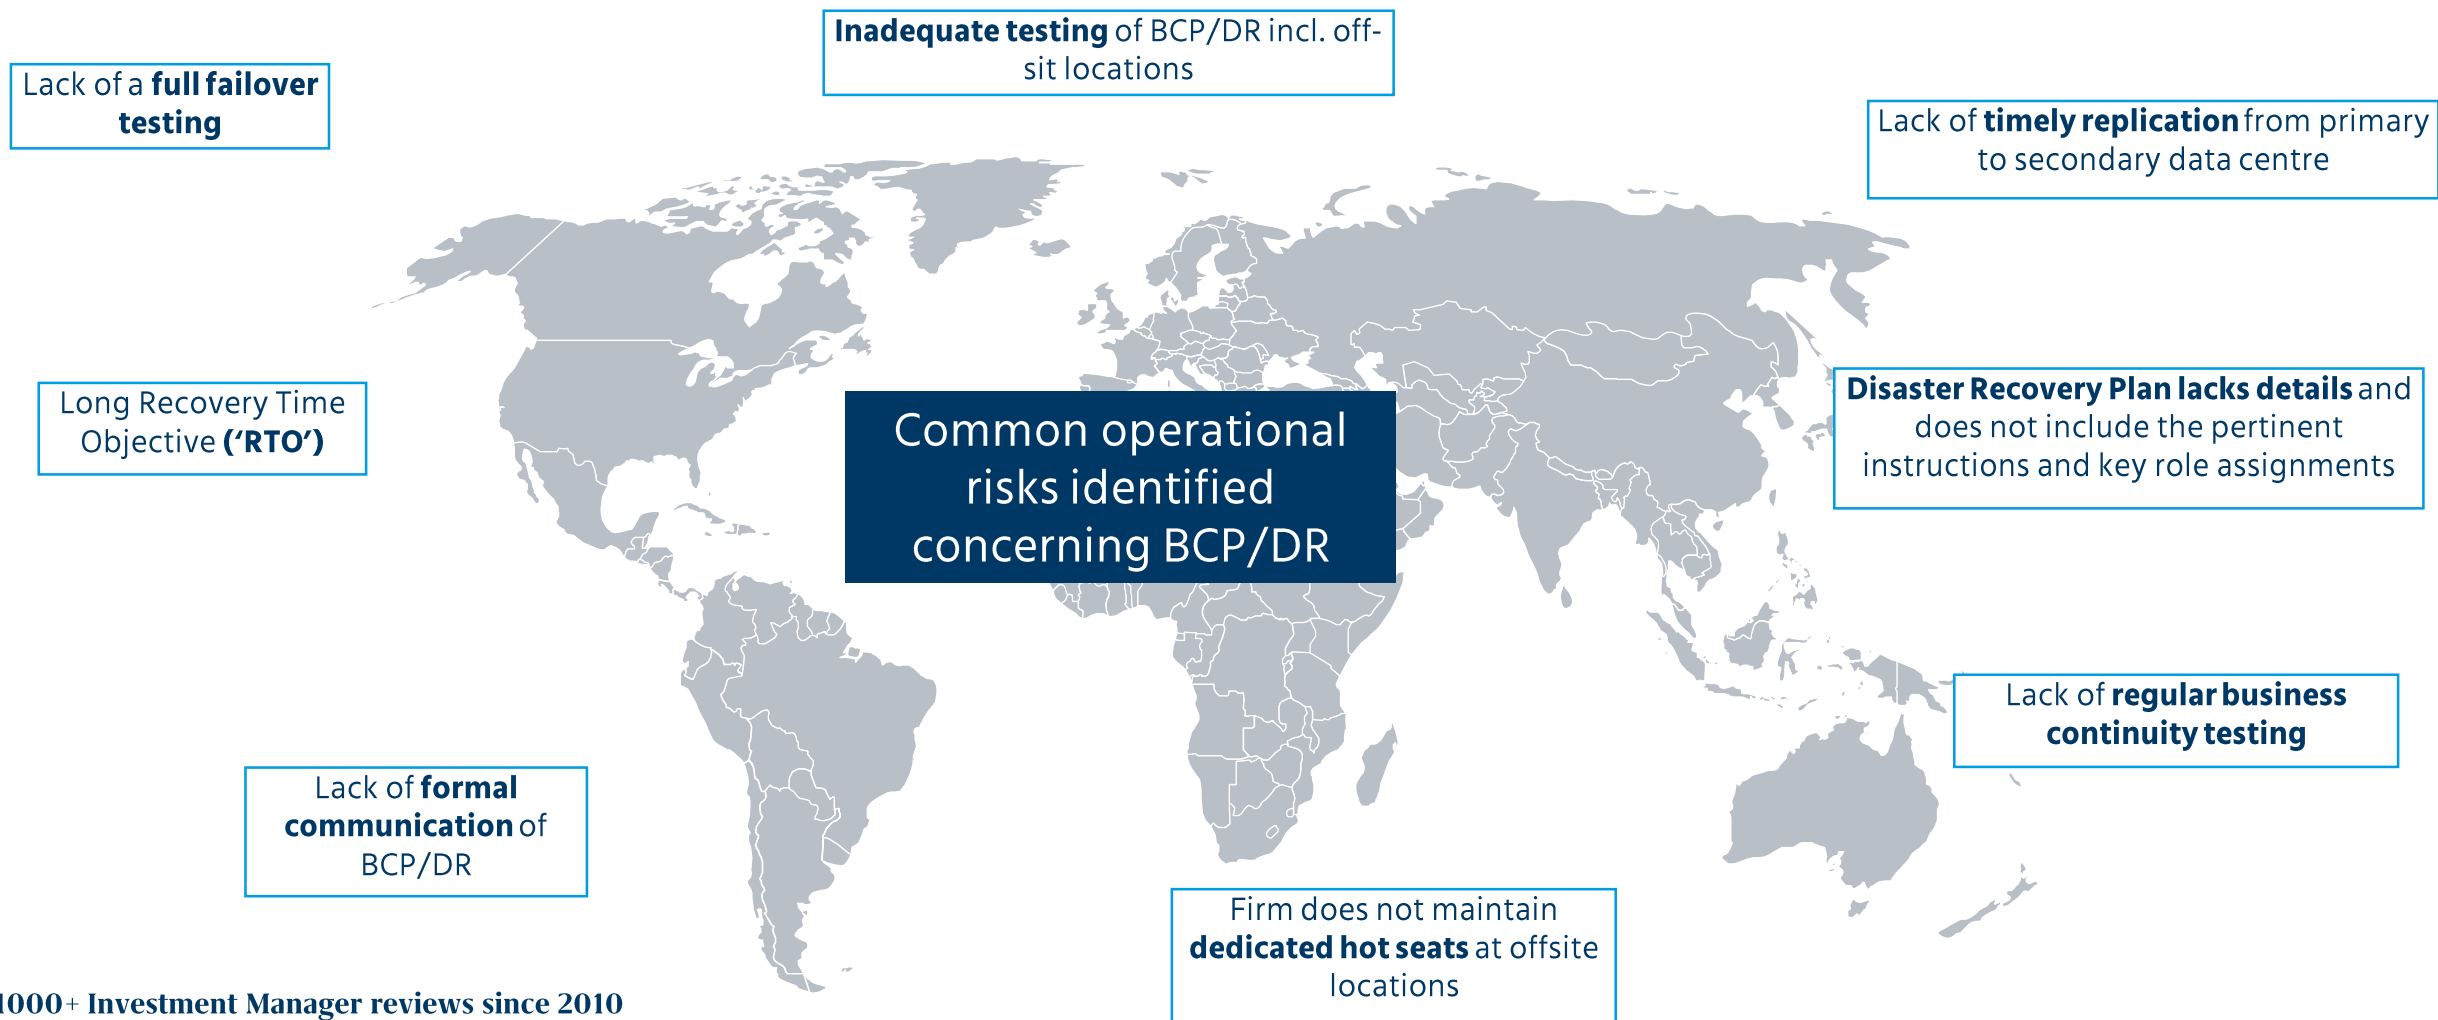 Inadequate testing of BCP/DR incl. off-
sit locations
Lack of a full failover
testing
Lack of timely replication from primary
to secondary data centre
Long Recovery Time
Objective (‘RTO’)
Common operational
risks identified
concerning BCP/DR
Disaster Recovery Plan lacks details and
does not include the pertinent
instructions and key role assignments
Lack of regular business
continuity testing
Lack of formal
communication of
BCP/DR
Firm does not maintain
dedicated hot seats at offsite
locations
1000+ Investment Manager reviews since 2010